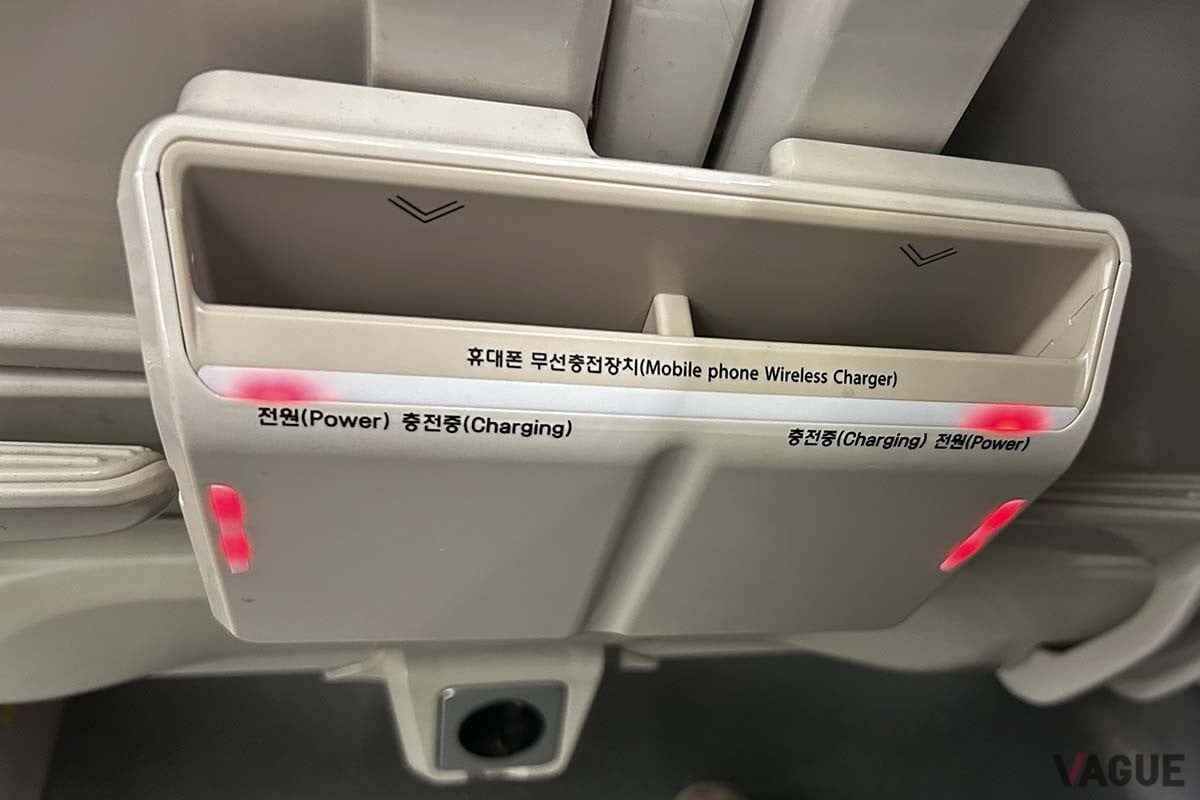 휴대폰 무선충전장치(Mobile phone Wireless Charger)
전원(Power) 충전중(Charging)
충전중(Charging) 전원(Power)
VAGUE